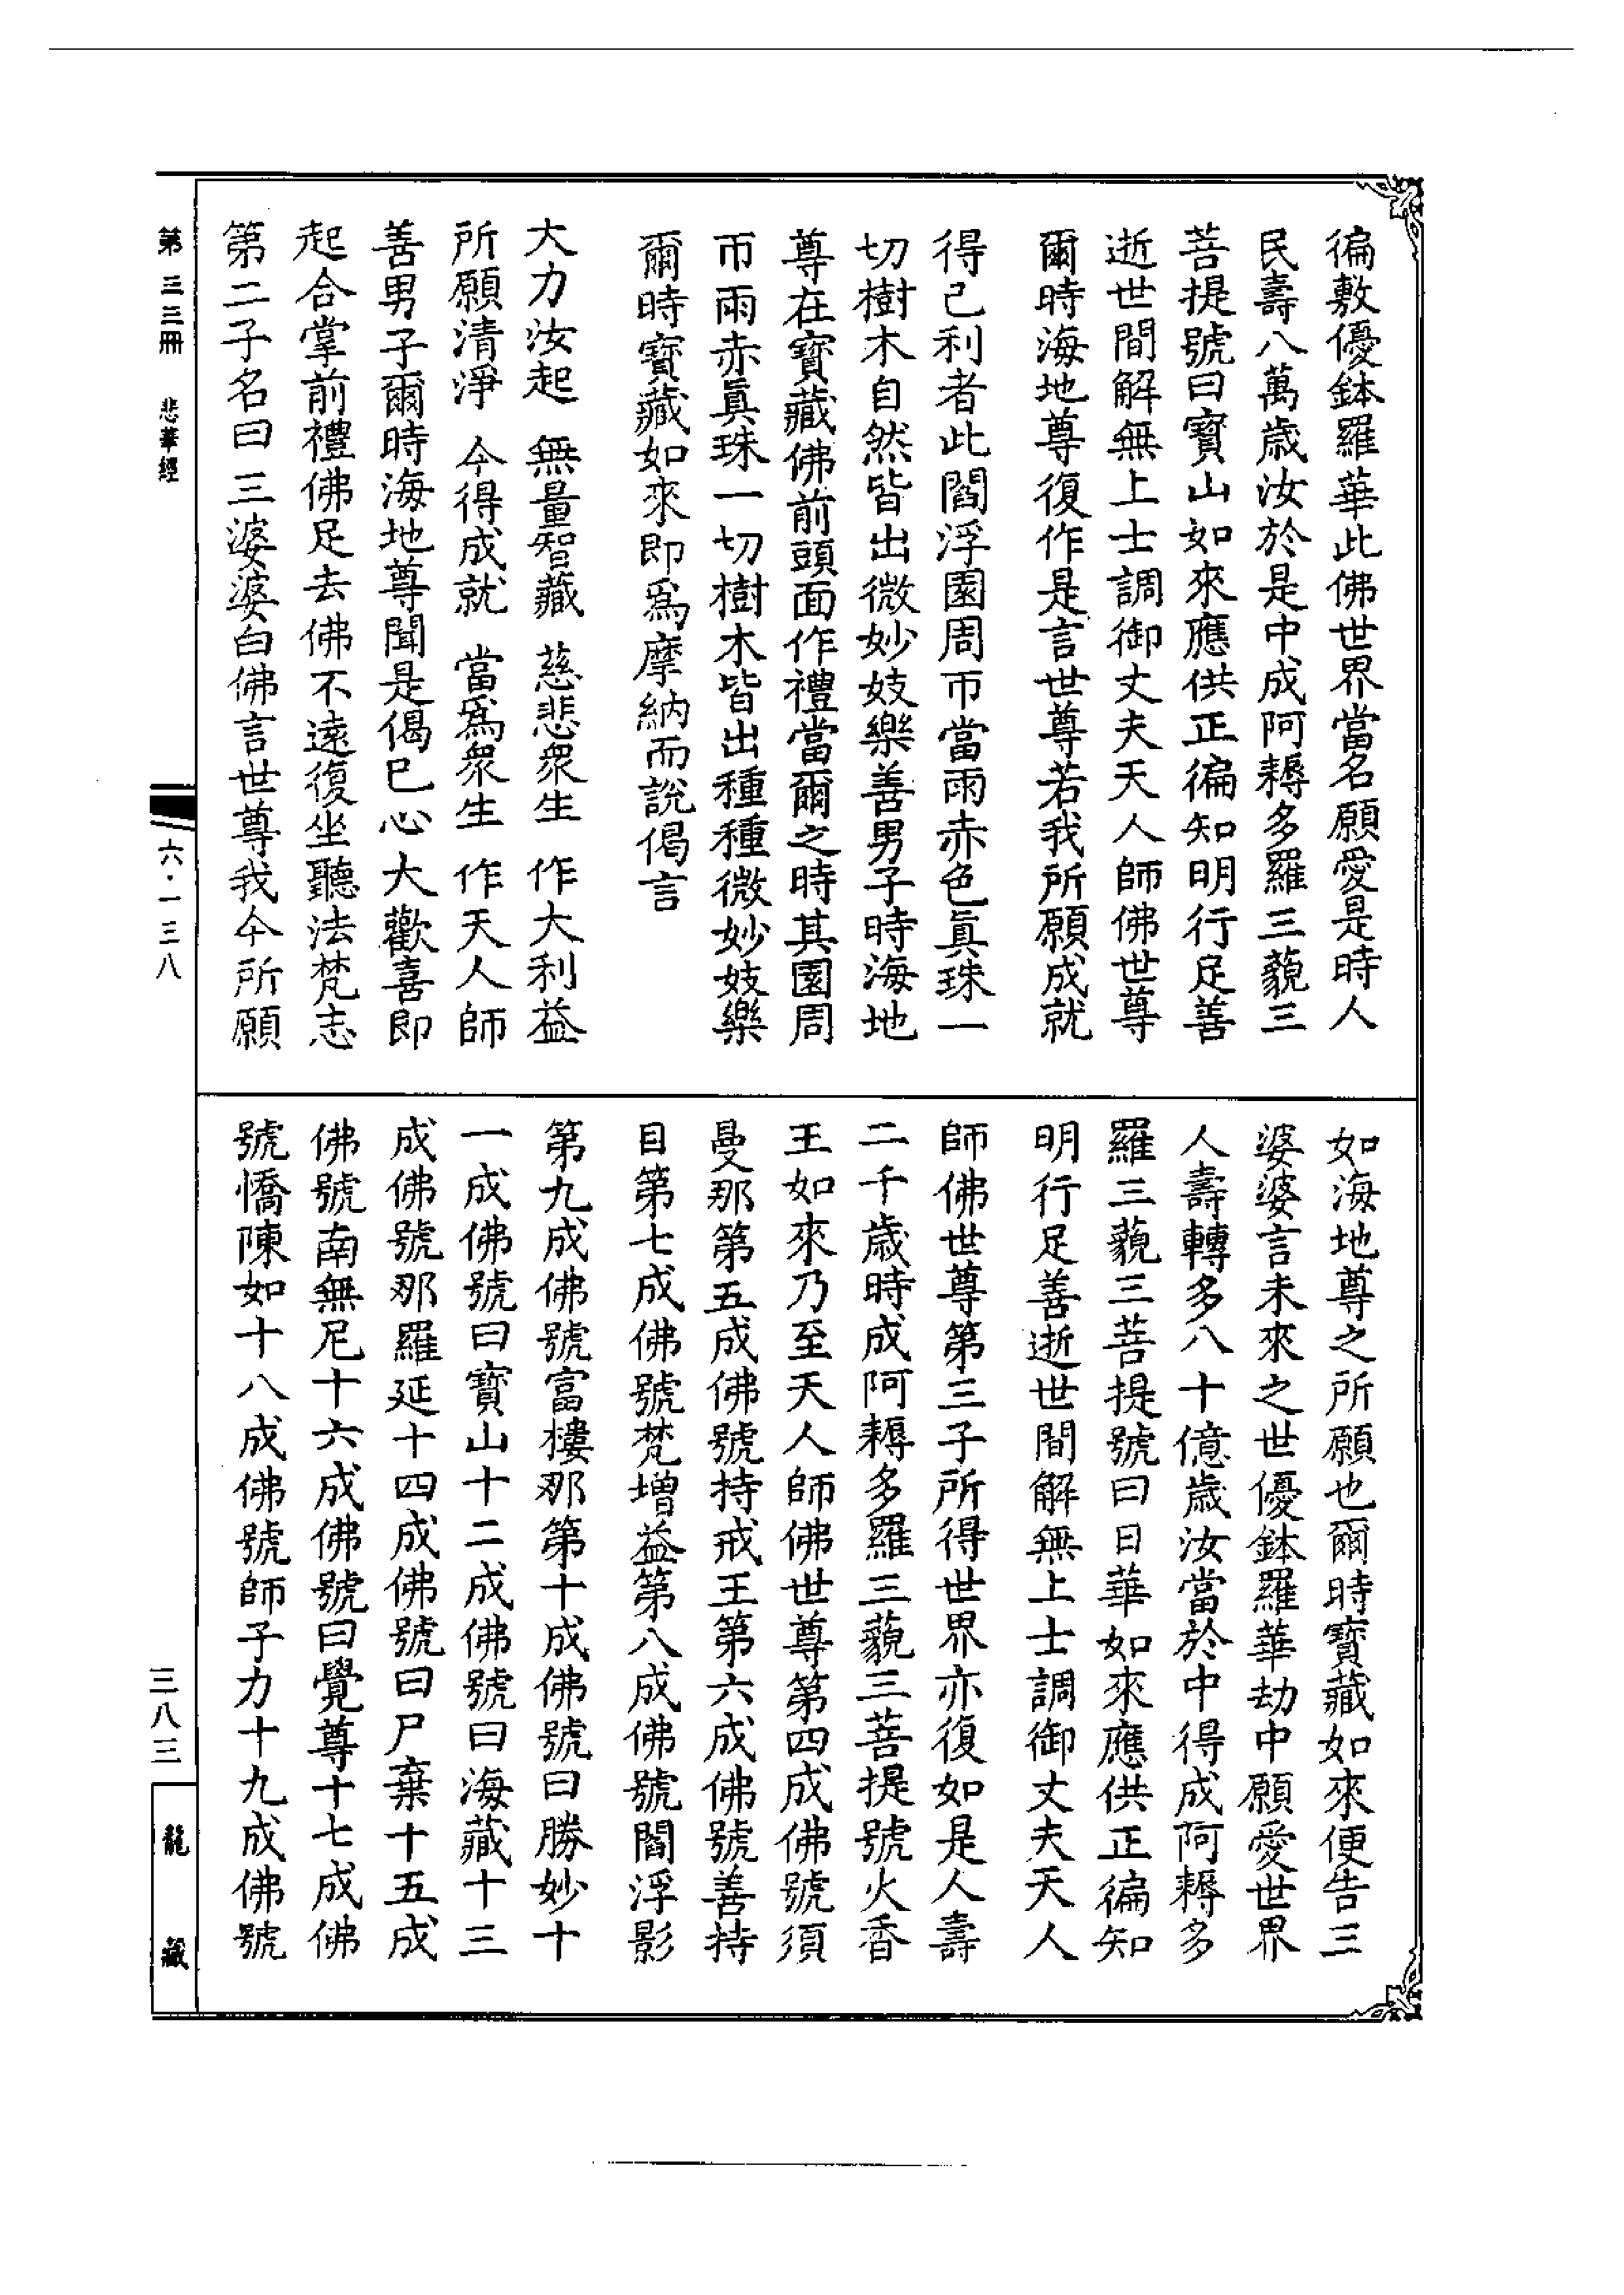 徧敷優鉢羅華此佛世界當名願愛是時人
民壽八萬歲汝於是中成阿耨多羅三藐三
菩提號曰寶山如來應供正徧知明行足善
逝世間解無上士調御丈夫天人師佛世尊
爾時海地尊復作是言世尊若我所願成就
得己利者此閻浮園周帀當雨赤色眞珠一
切樹木自然皆出微妙妓樂善男子時海地
尊在寶藏佛前頭面作禮當爾之時其園周
帀雨赤眞珠一切樹木皆出種種微妙妓樂
爾時寶藏如來即爲摩納而說偈言
大力汝起 無量智藏 慈悲眾生 作大利益
所願清淨 今得成就 當爲眾生 作天人師
善男子爾時海地尊聞是偈已心大歡喜即
起合掌前禮佛足去佛不遠復坐聽法梵志
第二子名曰三婆婆白佛言世尊我今所願
如海地尊之所願也爾時寶藏如來便告三
婆婆言未來之世優鉢羅華劫中願愛世界
人壽轉多八十億歲汝當於中得成阿耨多
羅三藐三菩提號曰日華如來應供正徧知
明行足善逝世間解無上士調御丈夫天人
師佛世尊第三子所得世界亦復如是人壽
二千歲時成阿耨多羅三藐三菩提號火香
王如來乃至天人師佛世尊第四成佛號須
曼那第五成佛號持戒王第六成佛號善持
目第七成佛號梵增益第八成佛號閻浮影
第九成佛號富樓那第十成佛號曰勝妙十
一成佛號曰寶山十二成佛號曰海藏十三
成佛號那羅延十四成佛號曰尸棄十五成
佛號南無尼十六成佛號曰覺尊十七成佛
號憍陳如十八成佛號師子力十九成佛號
第三三冊 悲華經
六·一三八
三八三
龍藏